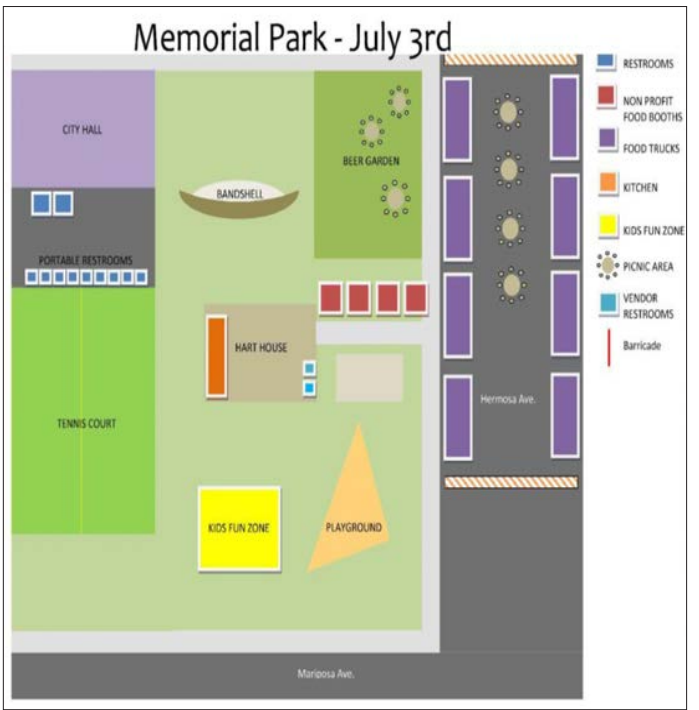 Memorial Park - July 3rd
CITY HALL
PORTABLE RESTROOMS
TENNIS COURT
BANDSHELL
BEER GARDEN
HART HOUSE
KIDS FUN ZONE
PLAYGROUND
Hermosa Ave.
Mariposa Ave.
RESTROOMS
NON PROFIT
FOOD BOOTHS
FOOD TRUCKS
KITCHEN
KIDS FUN ZONE
PICNIC AREA
VENDOR
RESTROOMS
Barricade